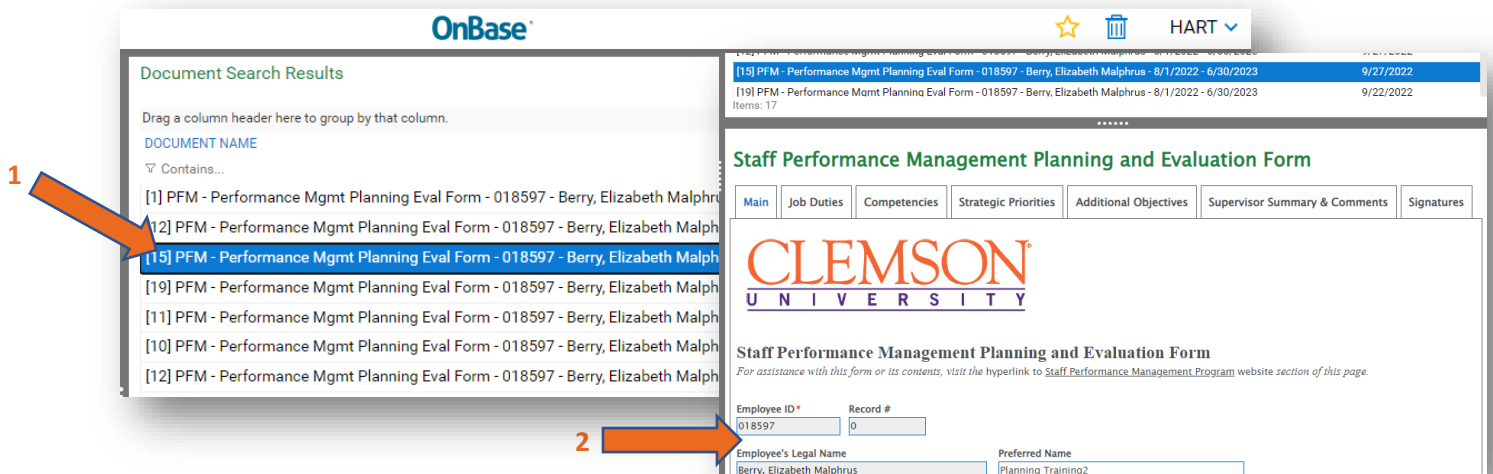 OnBase
HART
Document Search Results
Drag a column header here to group by that column.
DOCUMENT NAME
Contains...
1
[1] PFM - Performance Mgmt Planning Eval Form - 018597 - Berry, Elizabeth Malphru
[12] PFM - Performance Mgmt Planning Eval Form - 018597 - Berry, Elizabeth Malph
[15] PFM - Performance Mgmt Planning Eval Form - 018597 - Berry, Elizabeth Malph
[19] PFM - Performance Mgmt Planning Eval Form - 018597 - Berry, Elizabeth Malph
[11] PFM - Performance Mgmt Planning Eval Form - 018597 - Berry, Elizabeth Malph
[10] PFM - Performance Mgmt Planning Eval Form - 018597 - Berry, Elizabeth Malph
[12] PFM - Performance Mgmt Planning Eval Form - 018597 - Berry, Elizabeth Malph
[15] PFM - Performance Mgmt Planning Eval Form - 018597 - Berry, Elizabeth Malphrus - 8/1/2022 - 6/30/2023 9/27/2022
[19] PFM - Performance Mgmt Planning Eval Form - 018597 - Berry, Elizabeth Malphrus - 8/1/2022 - 6/30/2023 9/22/2022
Items: 17
Staff Performance Management Planning and Evaluation Form
Main Job Duties Competencies Strategic Priorities Additional Objectives Supervisor Summary & Comments Signatures
CLEMSON
UNIVERSITY
Staff Performance Management Planning and Evaluation Form
For assistance with this form or its contents, visit the hyperlink to Staff Performance Management Program website section of this page.
Employee ID* Record #
018597 0
2
Employee's Legal Name Preferred Name
Berry, Elizabeth Malphrus Planning Training2